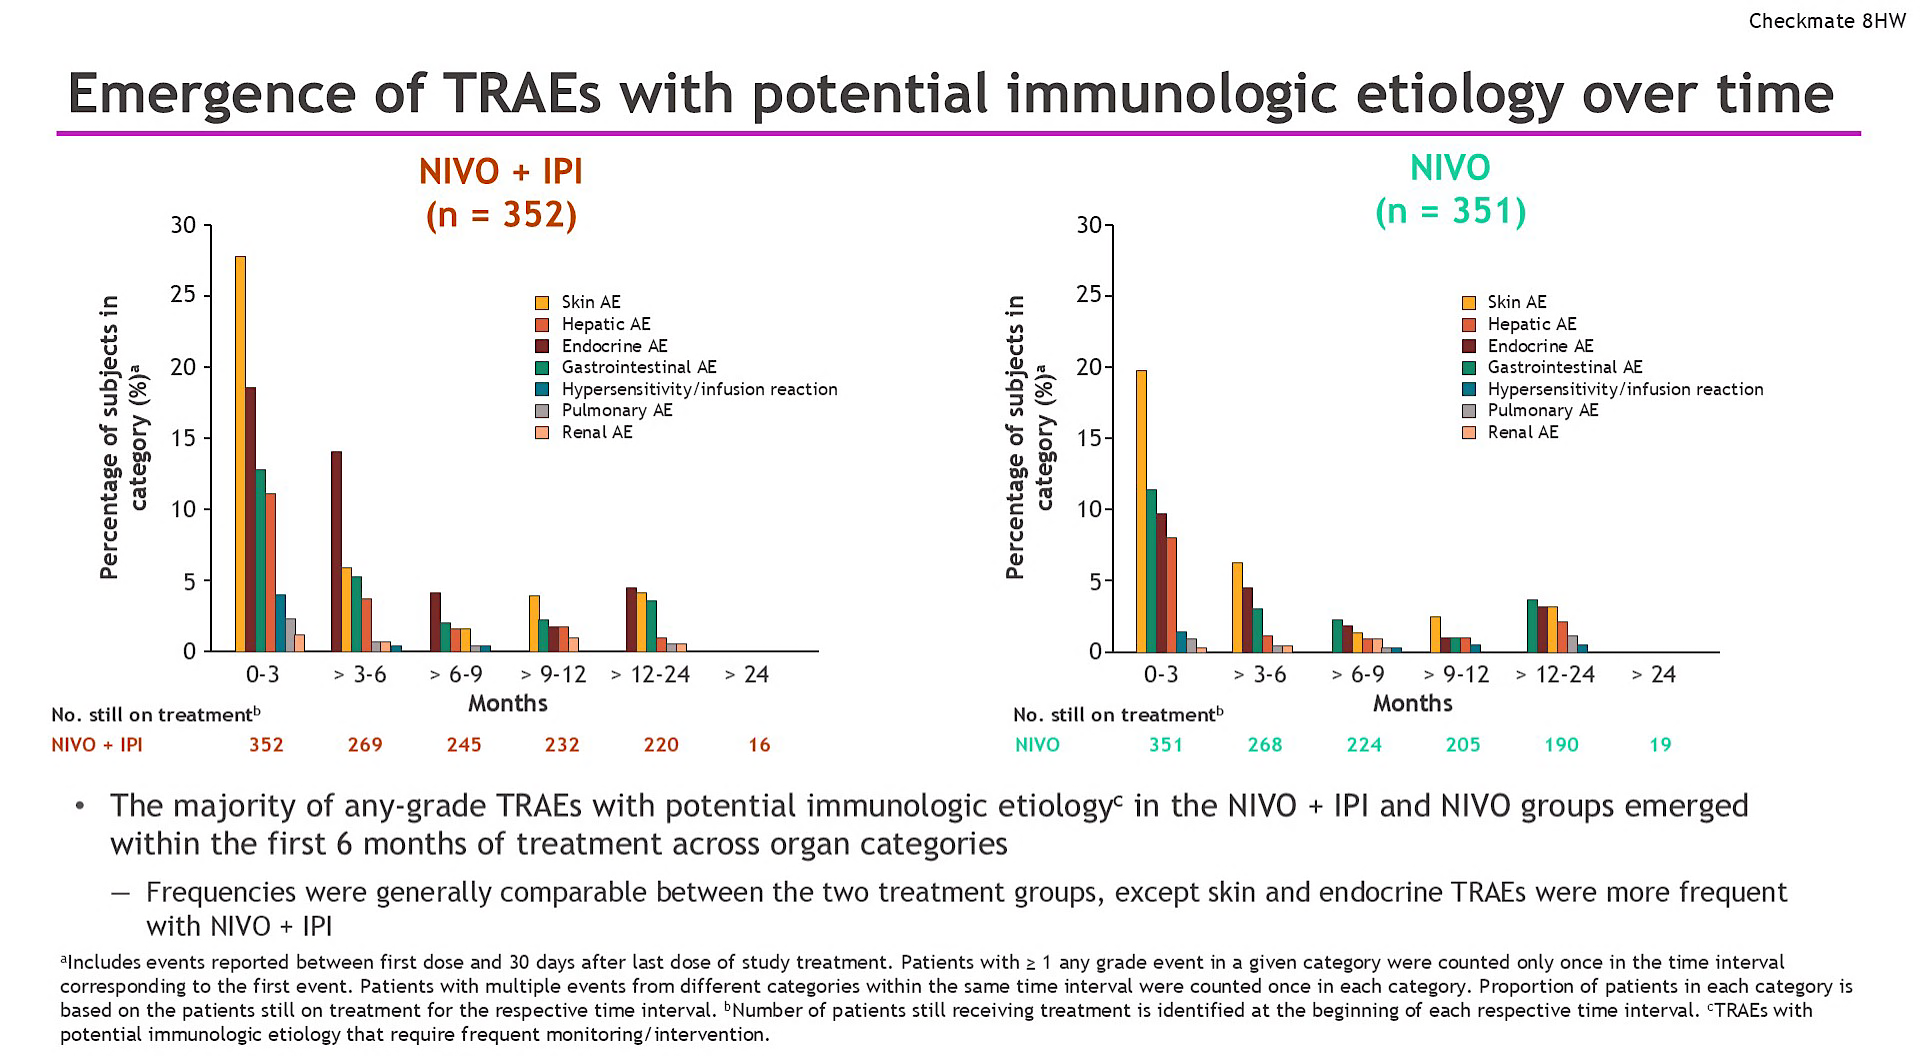 Checkmate 8HW
Emergence of TRAEs with potential immunologic etiology over time
NIVO + IPI
(n = 352)
Percentage of subjects in
category (%)ᵃ
30
25
20
15
10
5
0
Skin AE
Hepatic AE
Endocrine AE
Gastrointestinal AE
Hypersensitivity/infusion reaction
Pulmonary AE
Renal AE
0-3 > 3-6 > 6-9 > 9-12 > 12-24 > 24
Months
No. still on treatmentᵇ
NIVO + IPI 352 269 245 232 220 16
NIVO
(n = 351)
Percentage of subjects in
category (%)ᵃ
30
25
20
15
10
5
0
Skin AE
Hepatic AE
Endocrine AE
Gastrointestinal AE
Hypersensitivity/infusion reaction
Pulmonary AE
Renal AE
0-3 > 3-6 > 6-9 > 9-12 > 12-24 > 24
Months
No. still on treatmentᵇ
NIVO 351 268 224 205 190 19
• The majority of any-grade TRAEs with potential immunologic etiologyᶜ in the NIVO + IPI and NIVO groups emerged
within the first 6 months of treatment across organ categories
— Frequencies were generally comparable between the two treatment groups, except skin and endocrine TRAEs were more frequent
with NIVO + IPI
ᵃIncludes events reported between first dose and 30 days after last dose of study treatment. Patients with ≥ 1 any grade event in a given category were counted only once in the time interval
corresponding to the first event. Patients with multiple events from different categories within the same time interval were counted once in each category. Proportion of patients in each category is
based on the patients still on treatment for the respective time interval. ᵇNumber of patients still receiving treatment is identified at the beginning of each respective time interval. ᶜTRAEs with
potential immunologic etiology that require frequent monitoring/intervention.